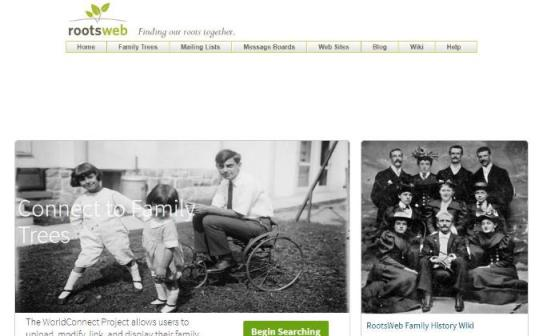 rootsweb Finding our roots together.
Home Family Trees Mailing Lists Message Boards Web Sites Blog Wiki Help
Connect to Family
Trees
The WorldConnect Project allows users to
upload, modify, link, and display their family
Begin Searching
RootsWeb Family History Wiki